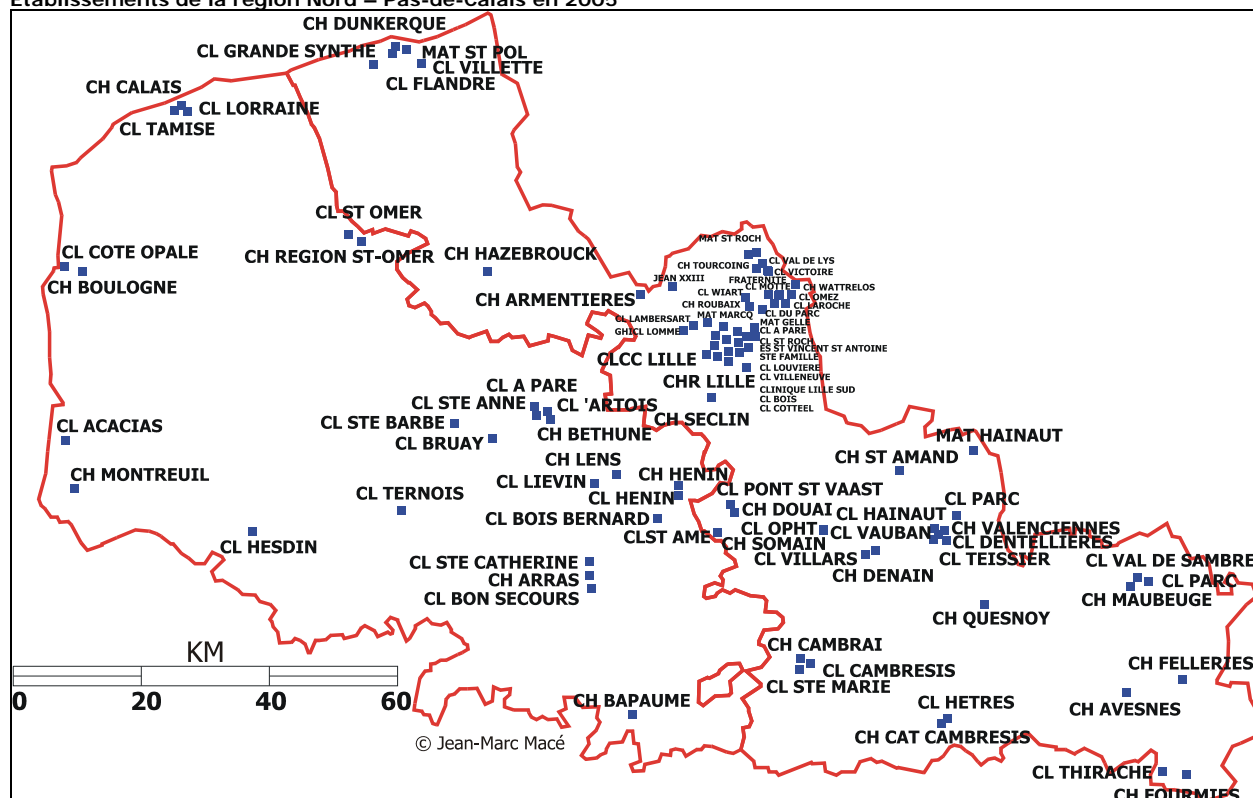 Etablissements de la région Nord – Pas-de-Calais en 2005
CH DUNKERQUE
CL GRANDE SYNTHE
MAT ST POL
CL VILLETTE
CL FLANDRE
CH CALAIS
CL LORRAINE
CL TAMISE
CL ST OMER
CH REGION ST-OMER
CL COTE OPALE
CH BOULOGNE
CH HAZEBROUCK
CH ARMENTIERES
MAT ST ROCH
CH TOURCOING
CL VAL DE LYS
CL VICTOIRE
JEAN XXIII
FRATERNITE
CL MOTTE
CH WATTRELOS
CL WIART
CL OMEZ
CH ROUBAIX
CL LAROCHE
CL DU PARC
MAT MARCQ
CL LAMBERSART
MAT GELLE
GHICL LOMME
CL A PARE
CL ST ROCH
ES ST VINCENT ST ANTOINE
STE FAMILLE
CLCC LILLE
CL LOUVIERE
CL VILLENEUVE
CHR LILLE
CLINIQUE LILLE SUD
CL BOIS
CL COTTEEL
CH SECLIN
CL A PARE
CL STE ANNE
CL 'ARTOIS
CL STE BARBE
CH BETHUNE
CL BRUAY
CL ACACIAS
CH MONTREUIL
CH LENS
CL LIEVIN
CH HENIN
CL HENIN
CL TERNOIS
CL BOIS BERNARD
CL HESDIN
MAT HAINAUT
CH ST AMAND
CL PONT ST VAAST
CH DOUAI
CL HAINAUT
CL PARC
CL OPHT
CL VAUBAN
CH VALENCIENNES
CLST AME
CH SOMAIN
CL DENTELLIERES
CL VILLARS
CL TEISSIER
CH DENAIN
CL STE CATHERINE
CH ARRAS
CL BON SECOURS
CL VAL DE SAMBRE
CL PARC
CH MAUBEUGE
CH QUESNOY
CH CAMBRAI
CL CAMBRESIS
CL STE MARIE
CH FELLERIES
CH AVESNES
CH BAPAUME
CL HETRES
CH CAT CAMBRESIS
CL THIRACHE
CH FOURMIES
KM
0 20 40 60
© Jean-Marc Macé